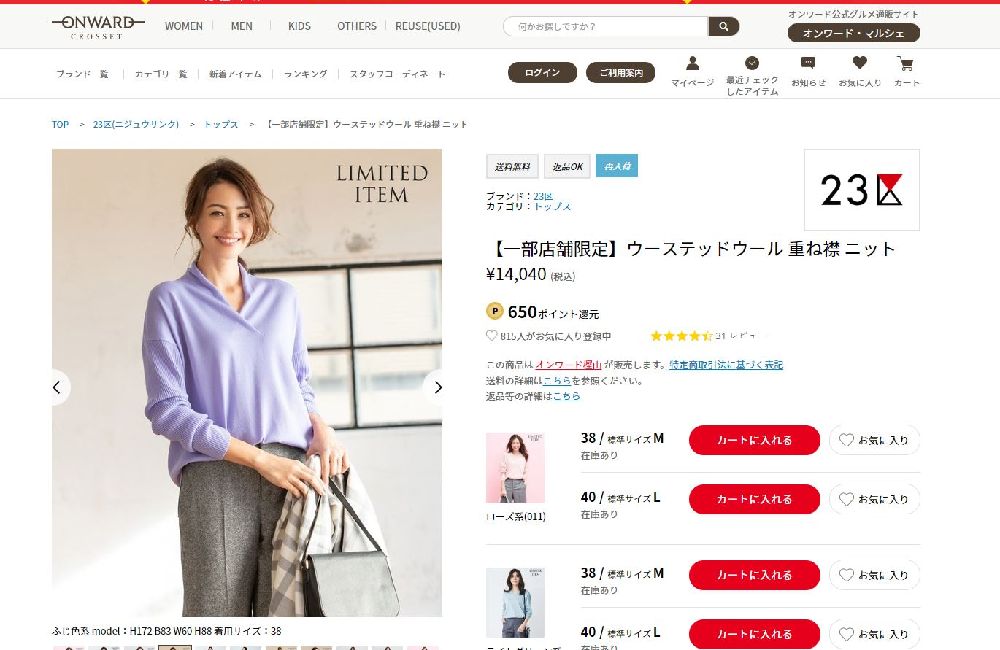 ONWARD
CROSSET
WOMEN
MEN
KIDS
OTHERS
REUSE(USED)
何かお探しですか？
オンワード公式グルメ通販サイト
オンワード・マルシェ
ブランド一覧
カテゴリ一覧
新着アイテム
ランキング
スタッフコーディネート
ログイン
ご利用案内
マイページ
最近チェック
したアイテム
お知らせ
お気に入り
カート
TOP > 23区(ニジュウサンク) > トップス > 【一部店舗限定】ウーステッドウール 重ね襟 ニット
LIMITED
ITEM
ふじ色系 model：H172 B83 W60 H88 着用サイズ：38
送料無料
返品OK
再入荷
23区
ブランド：23区
カテゴリ：トップス
【一部店舗限定】ウーステッドウール 重ね襟 ニット
¥14,040 (税込)
P 650ポイント還元
815人がお気に入り登録中
31 レビュー
この商品は オンワード樫山 が販売します。特定商取引法に基づく表記
送料の詳細はこちらを参照ください。
返品等の詳細はこちら
LIMITED
ITEM
ローズ系(011)
38 / 標準サイズ M
在庫あり
カートに入れる
お気に入り
40 / 標準サイズ L
在庫あり
カートに入れる
お気に入り
LIMITED
ITEM
38 / 標準サイズ M
在庫あり
カートに入れる
お気に入り
40 / 標準サイズ L
在庫あり
カートに入れる
お気に入り